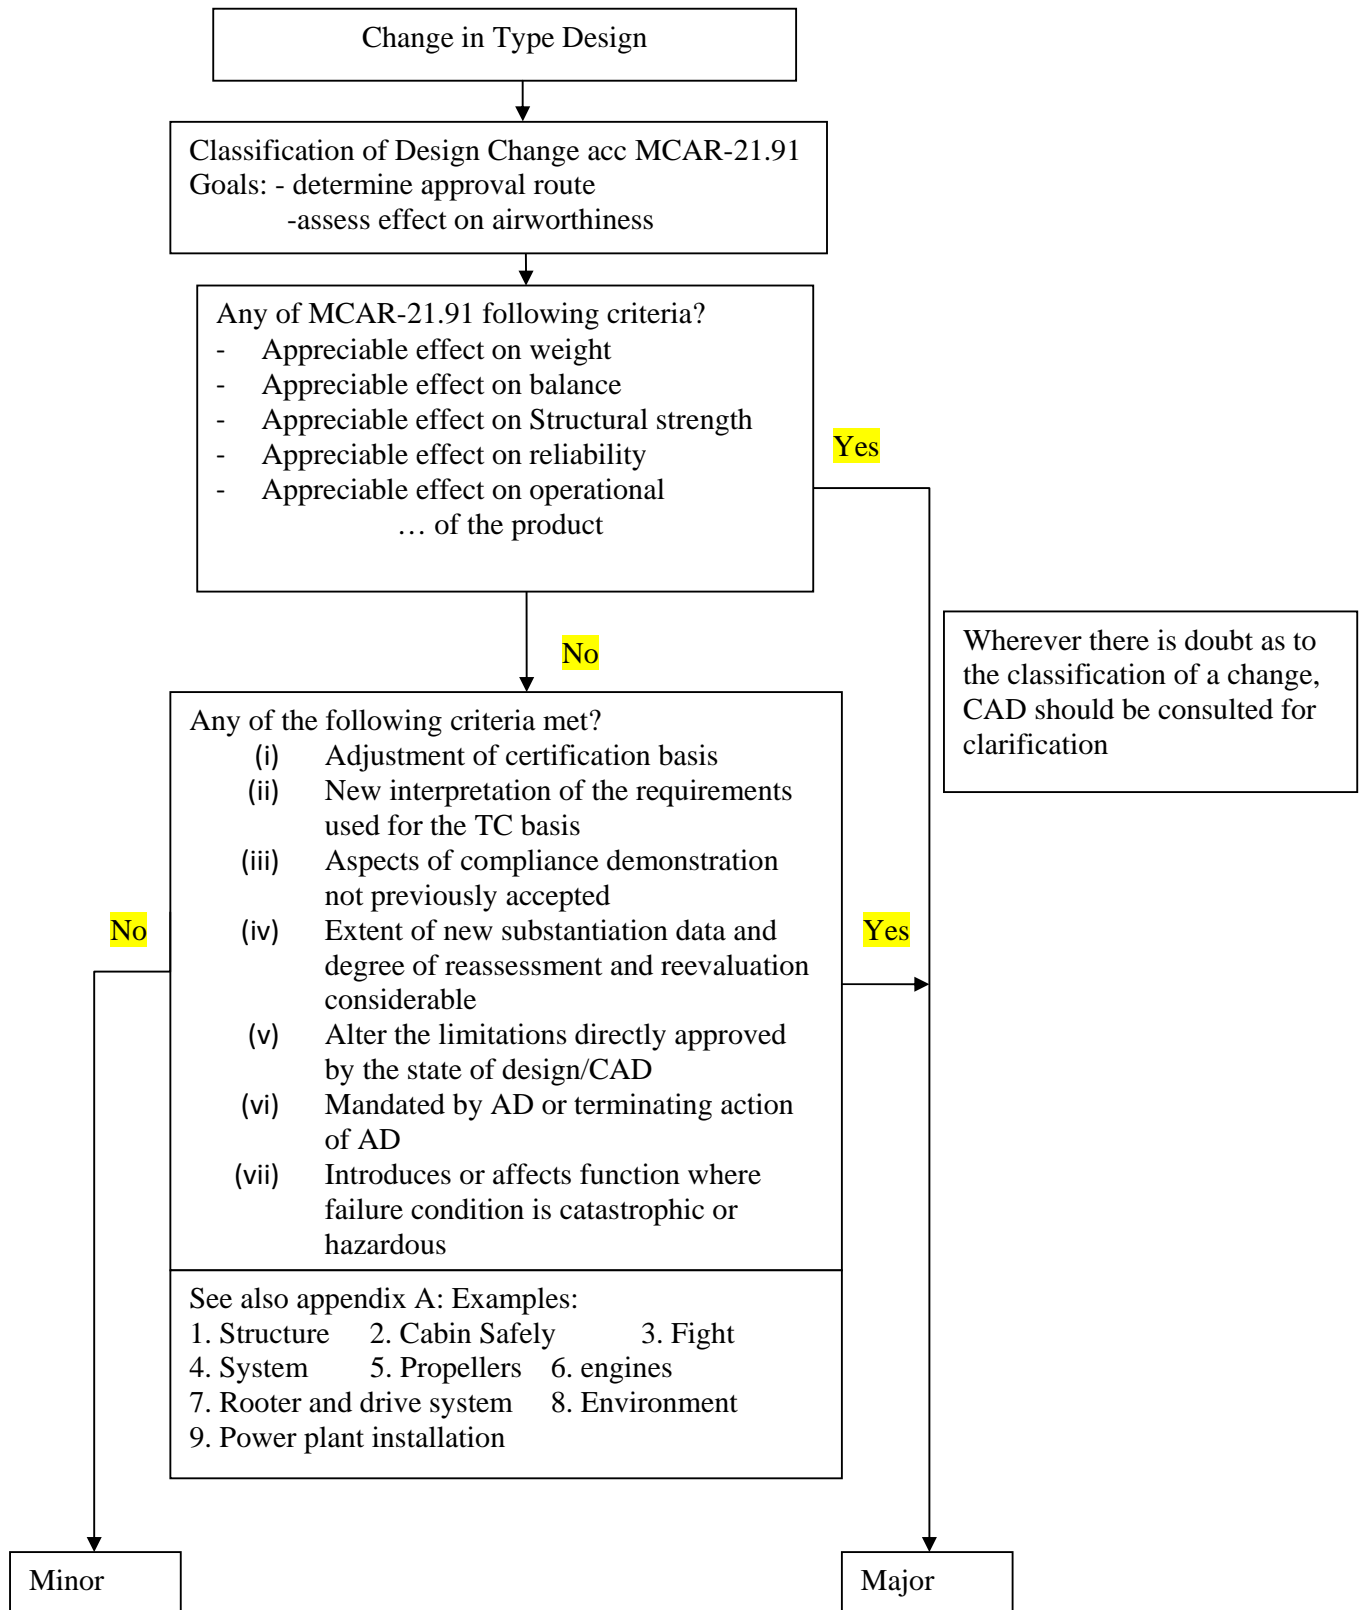 Change in Type Design
Classification of Design Change acc MCAR-21.91
Goals: - determine approval route
-assess effect on airworthiness
Any of MCAR-21.91 following criteria?
- Appreciable effect on weight
- Appreciable effect on balance
- Appreciable effect on Structural strength
- Appreciable effect on reliability
- Appreciable effect on operational
… of the product
Yes
No
Wherever there is doubt as to
the classification of a change,
CAD should be consulted for
clarification
Any of the following criteria met?
(i) Adjustment of certification basis
(ii) New interpretation of the requirements
used for the TC basis
(iii) Aspects of compliance demonstration
not previously accepted
(iv) Extent of new substantiation data and
degree of reassessment and reevaluation
considerable
(v) Alter the limitations directly approved
by the state of design/CAD
(vi) Mandated by AD or terminating action
of AD
(vii) Introduces or affects function where
failure condition is catastrophic or
hazardous
No
Yes
See also appendix A: Examples:
1. Structure 2. Cabin Safely 3. Fight
4. System 5. Propellers 6. engines
7. Rooter and drive system 8. Environment
9. Power plant installation
Minor
Major